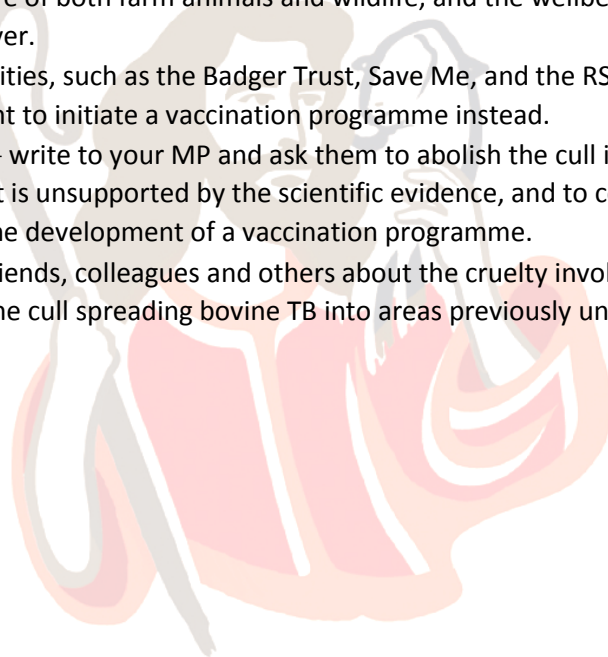 e of both farm animals and wildlife, and the wellbe
ver.
ities, such as the Badger Trust, Save Me, and the RS
nt to initiate a vaccination programme instead.
write to your MP and ask them to abolish the cull i
t is unsupported by the scientific evidence, and to c
he development of a vaccination programme.
iends, colleagues and others about the cruelty invol
he cull spreading bovine TB into areas previously un